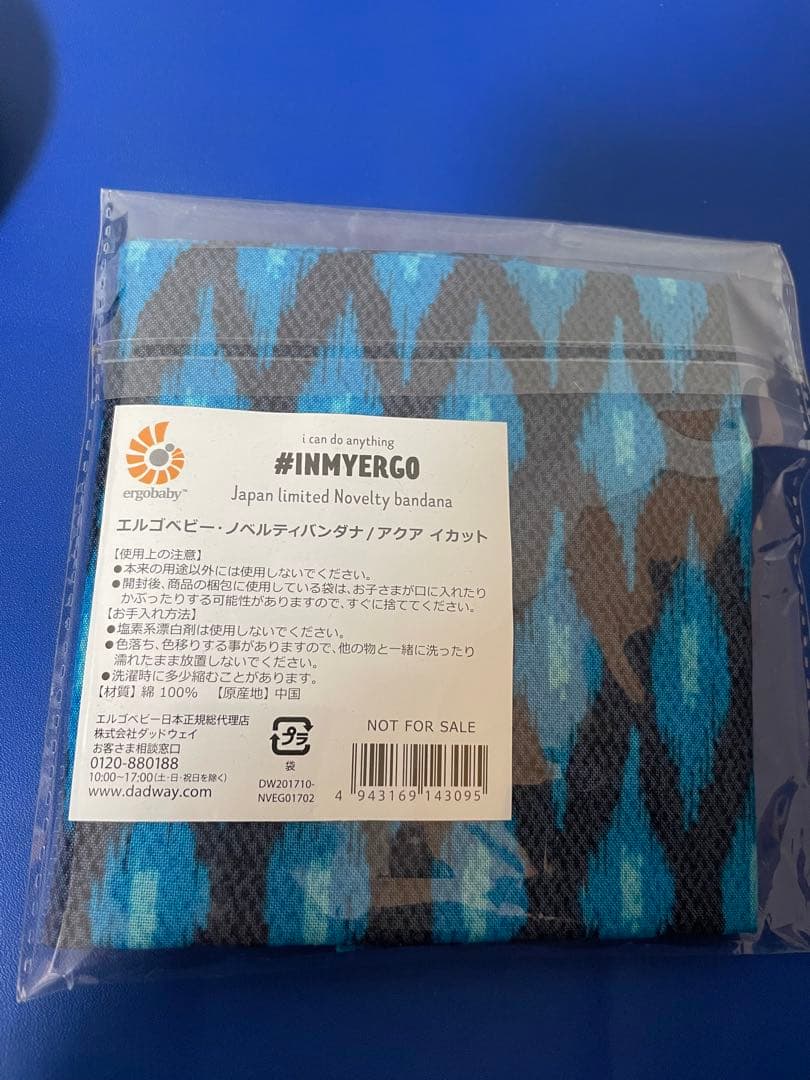 ergobaby™
i can do anything
#INMYERGO
Japan limited Novelty bandana
エルゴベビー・ノベルティバンダナ/アクア イカット
【使用上の注意】
●本来の用途以外には使用しないでください。
●開封後、商品の梱包に使用している袋は、お子さまが口に入れたり
かぶったりする可能性がありますので、すぐに捨ててください。
【お手入れ方法】
●塩素系漂白剤は使用しないでください。
●色落ち、色移りする事がありますので、他の物と一緒に洗ったり
濡れたまま放置しないでください。
●洗濯時に多少縮むことがあります。
【材質】綿 100% 【原産地】中国
エルゴベビー日本正規総代理店
株式会社ダッドウェイ
お客さま相談窓口
0120-880188
10:00~17:00(土・日・祝日を除く)
www.dadway.com
プラ
袋
DW201710-
NVEG01702
NOT FOR SALE
4 943169 143095